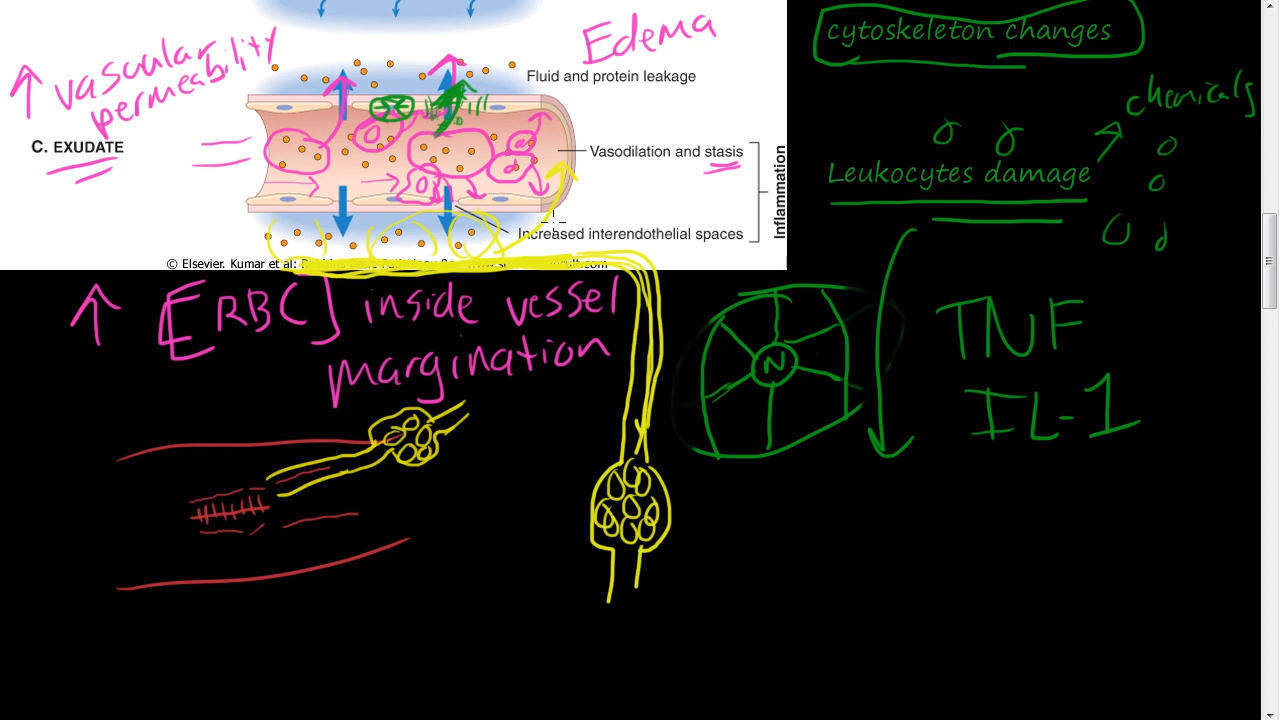 ↑ vascular
permeability
Edema
Fluid and protein leakage
C. EXUDATE
Vasodilation and stasis
Increased interendothelial spaces
Inflammation
© Elsevier. Kumar et al:
↑ [RBC] inside vessel
margination
cytoskeleton changes
chemicals
Leukocytes damage
N
TNF
IL-1